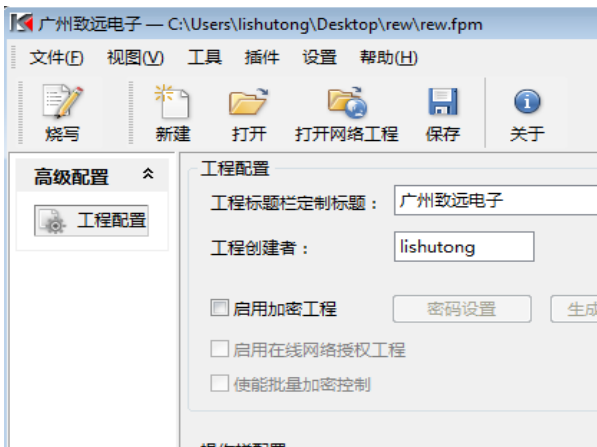 广州致远电子 — C:\Users\lishutong\Desktop\rew\rew.fpm
文件(F) 视图(V) 工具 插件 设置 帮助(H)
烧写 新建 打开 打开网络工程 保存 关于
高级配置
工程配置
工程配置
工程标题栏定制标题： 广州致远电子
工程创建者： lishutong
启用加密工程 密码设置 生成
启用在线网络授权工程
使能批量加密控制